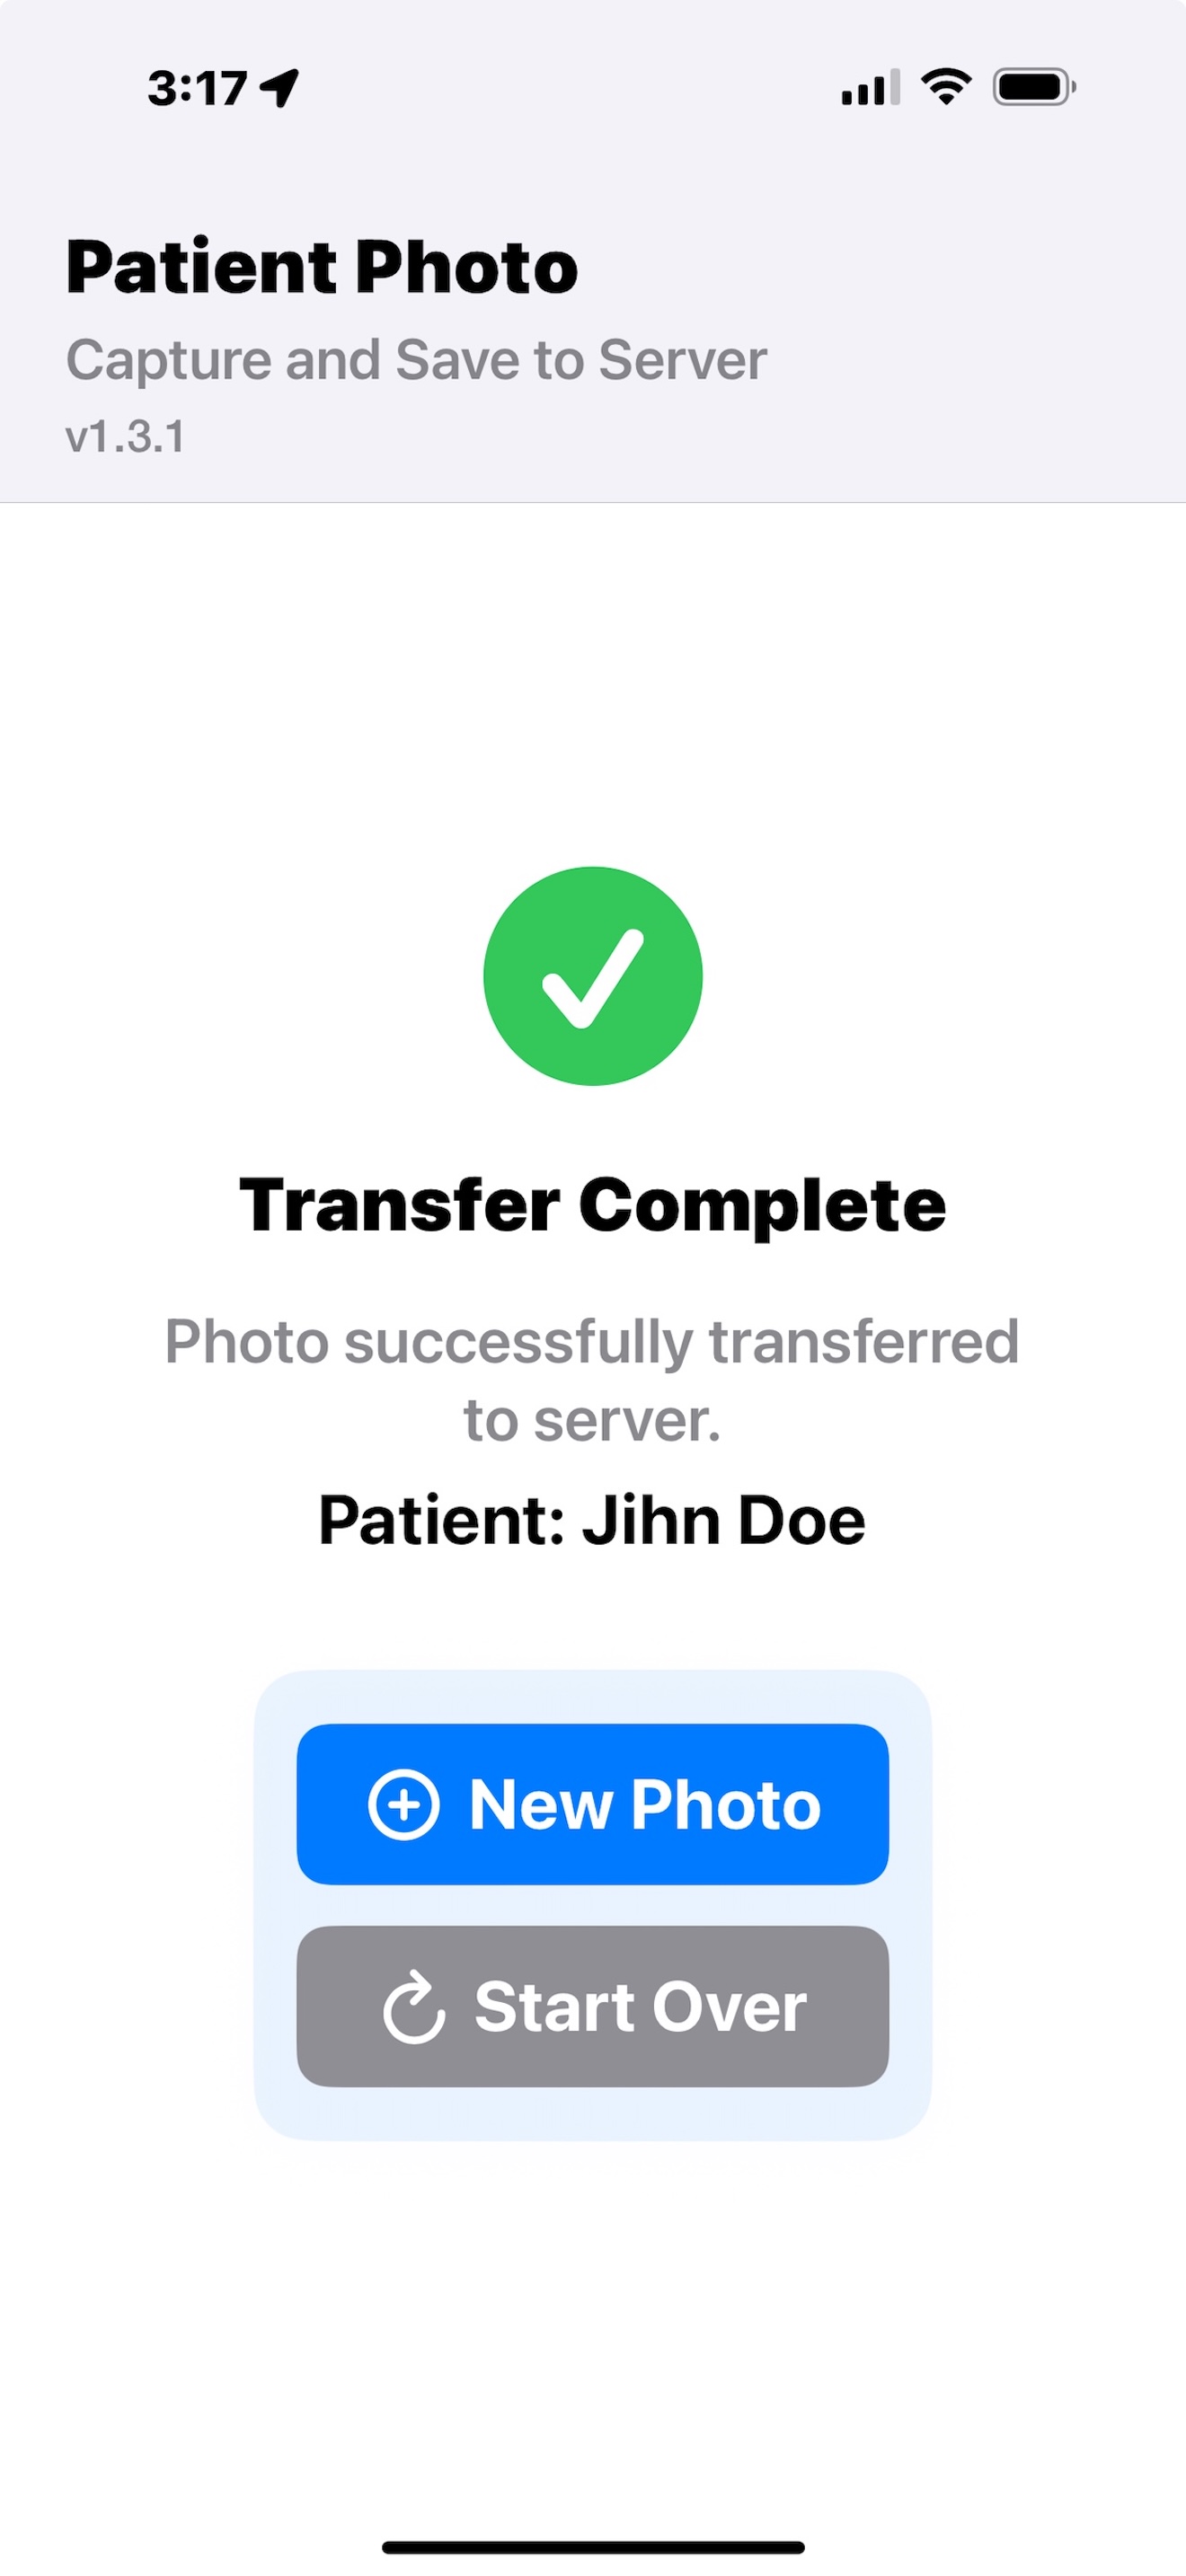 3:17
Patient Photo
Capture and Save to Server
v1.3.1
Transfer Complete
Photo successfully transferred
to server.
Patient: Jihn Doe
New Photo
Start Over